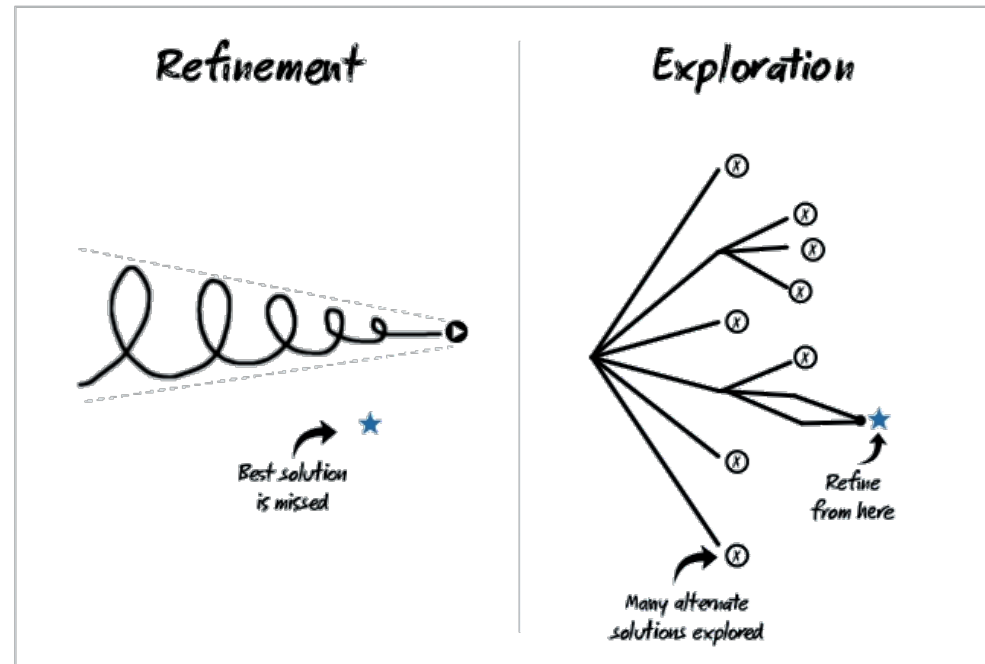 Refinement
Best solution
is missed
Exploration
X
X
X
X
X
X
X
X
Refine
from here
Many alternate
solutions explored